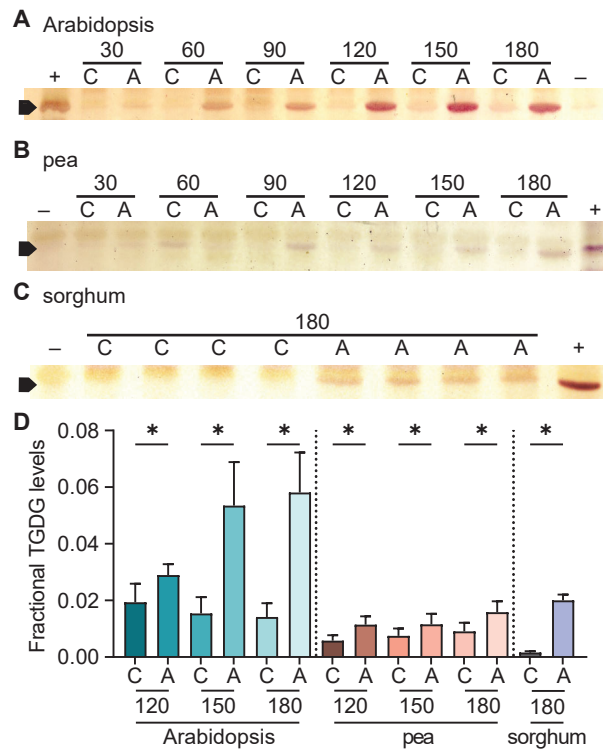 A Arabidopsis
30 60 90 120 150 180
+ C A C A C A C A C A C A –
B pea
30 60 90 120 150 180
– C A C A C A C A C A C A +
C sorghum
180
– C C C C A A A A +
D
0.08
0.06
0.04
0.02
0.00
Fractional TGDG levels
* * * * * * *
C A C A C A C A C A C A C A
120 150 180 120 150 180 180
Arabidopsis pea sorghum